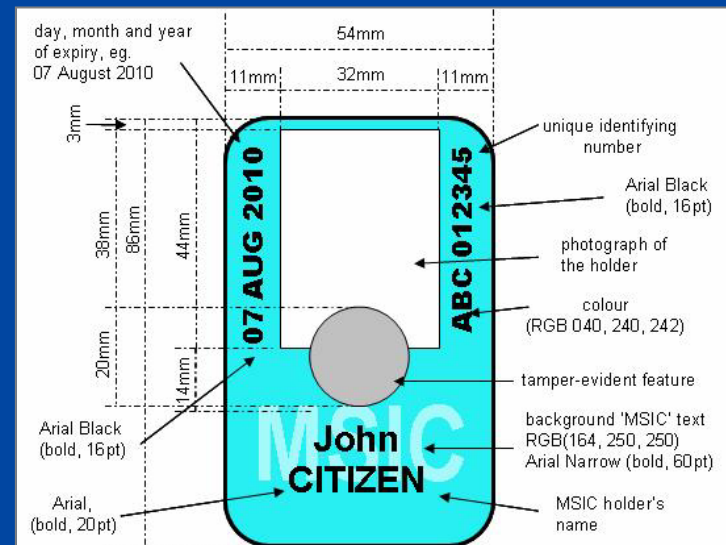 day, month and year
of expiry, eg.
07 August 2010
54mm
11mm
32mm
11mm
3mm
38mm
86mm
44mm
20mm
14mm
07 AUG 2010
ABC 012345
unique identifying
number
Arial Black
(bold, 16pt)
photograph of
the holder
colour
(RGB 040, 240, 242)
tamper-evident feature
Arial Black
(bold, 16pt)
MSIC
John
CITIZEN
background 'MSIC' text
RGB(164, 250, 250)
Arial Narrow (bold, 60pt)
Arial,
(bold, 20pt)
MSIC holder's
name